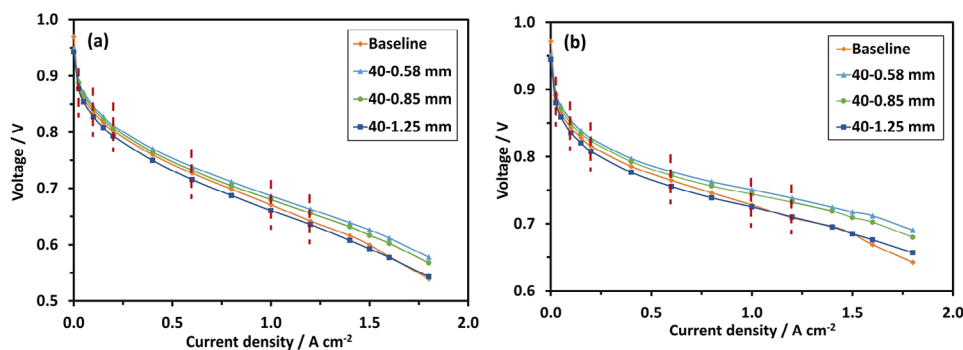 (a)
Baseline
40-0.58 mm
40-0.85 mm
40-1.25 mm
Voltage / V
1.0
0.9
0.8
0.7
0.6
0.5
0.0
0.5
1.0
1.5
2.0
Current density / A cm-2
(b)
Baseline
40-0.58 mm
40-0.85 mm
40-1.25 mm
Voltage / V
1.0
0.9
0.8
0.7
0.6
0.0
0.5
1.0
1.5
2.0
Current density / A cm-2